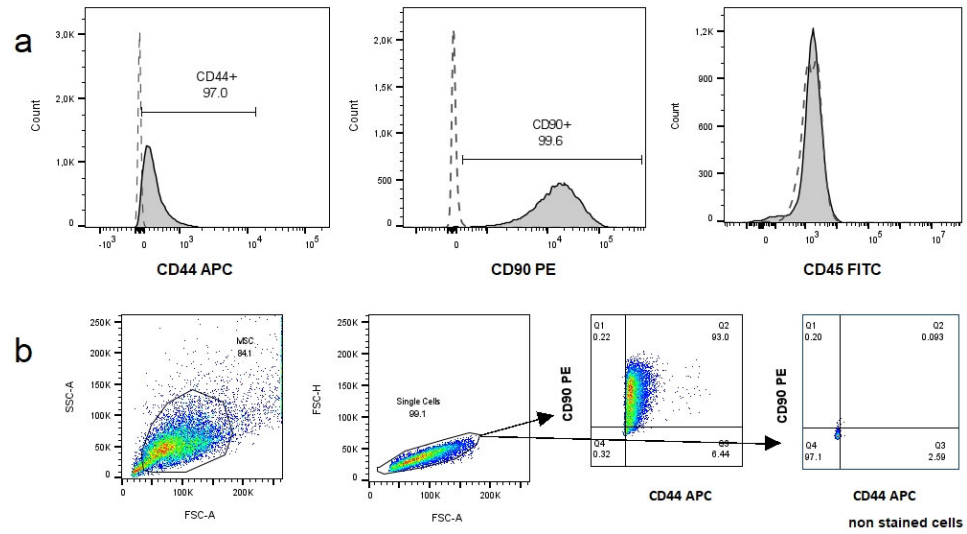 a
3,0K
2,0K
1,0K
0
Count
CD44+
97.0
-10³ 0 10³ 10⁴ 10⁵
CD44 APC
2,0K
1,5K
1,0K
500
0
Count
CD90+
99.6
0 10⁴ 10⁵
CD90 PE
1,2K
900
600
300
0
Count
0 10³ 10⁵ 10⁷
CD45 FITC
b
250K
200K
150K
100K
50K
0
SSC-A
MSC
84.1
0 100K 200K
FSC-A
250K
200K
150K
100K
50K
0
FSC-H
Single Cells
99.1
0 100K 200K
FSC-A
CD90 PE
Q1
0.22
Q2
93.0
Q4
0.32
6.44
CD44 APC
CD90 PE
Q1
0.20
Q2
0.093
Q4
97.1
Q3
2.59
CD44 APC
non stained cells